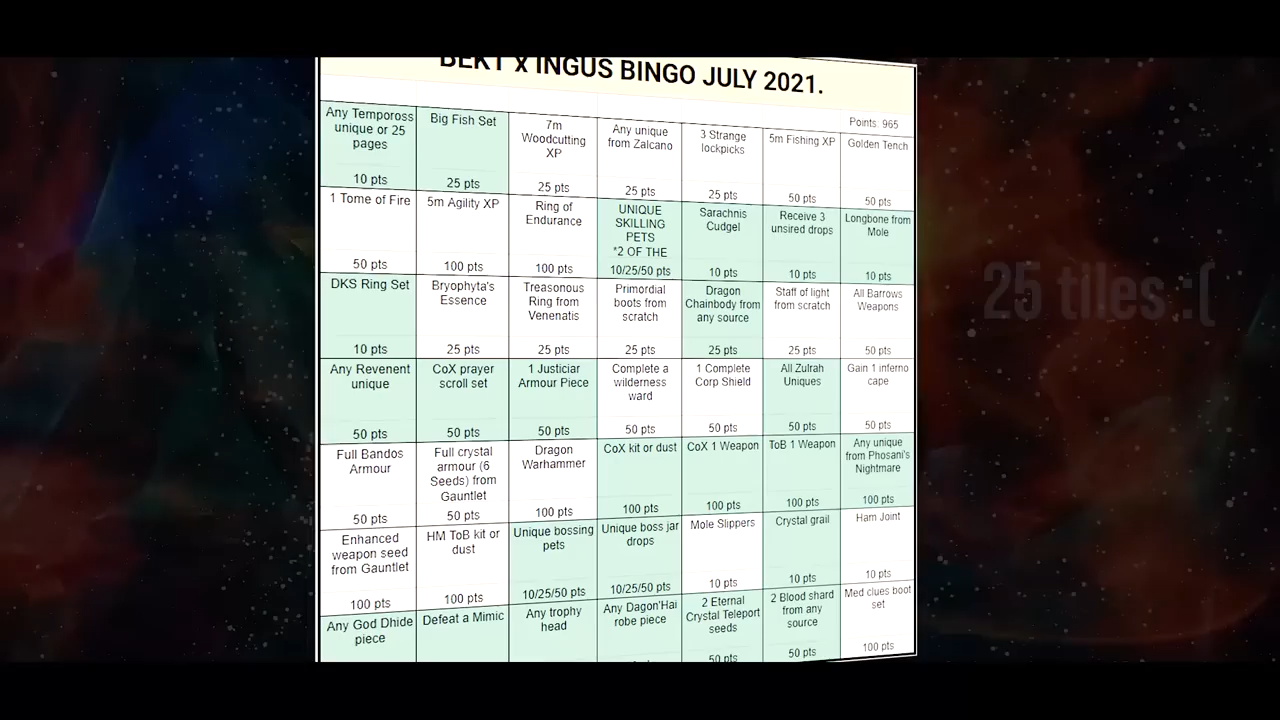 BEKT x INGUS BINGO JULY 2021.
Points: 965
Any Tempoross unique or 25 pages
10 pts
Big Fish Set
25 pts
7m Woodcutting XP
25 pts
Any unique from Zalcano
25 pts
3 Strange lockpicks
25 pts
5m Fishing XP
50 pts
Golden Tench
50 pts
1 Tome of Fire
50 pts
5m Agility XP
100 pts
Ring of Endurance
100 pts
UNIQUE SKILLING PETS *2 OF THE
10/25/50 pts
Sarachnis Cudgel
10 pts
Receive 3 unsired drops
10 pts
Longbone from Mole
10 pts
DKS Ring Set
10 pts
Bryophyta's Essence
25 pts
Treasonous Ring from Venenatis
25 pts
Primordial boots from scratch
25 pts
Dragon Chainbody from any source
25 pts
Staff of light from scratch
25 pts
All Barrows Weapons
50 pts
Any Revenent unique
50 pts
CoX prayer scroll set
50 pts
1 Justiciar Armour Piece
50 pts
Complete a wilderness ward
50 pts
1 Complete Corp Shield
50 pts
All Zulrah Uniques
50 pts
Gain 1 inferno cape
50 pts
Full Bandos Armour
50 pts
Full crystal armour (6 Seeds) from Gauntlet
50 pts
Dragon Warhammer
100 pts
CoX kit or dust
100 pts
CoX 1 Weapon
100 pts
ToB 1 Weapon
100 pts
Any unique from Phosani's Nightmare
100 pts
Enhanced weapon seed from Gauntlet
100 pts
HM ToB kit or dust
100 pts
Unique bossing pets
10/25/50 pts
Unique boss jar drops
10/25/50 pts
Mole Slippers
10 pts
Crystal grail
10 pts
Ham Joint
10 pts
Any God Dhide piece
Defeat a Mimic
Any trophy head
Any Dagon'Hai robe piece
2 Eternal Crystal Teleport seeds
50 pts
2 Blood shard from any source
50 pts
Med clues boot set
100 pts
25 tiles :(